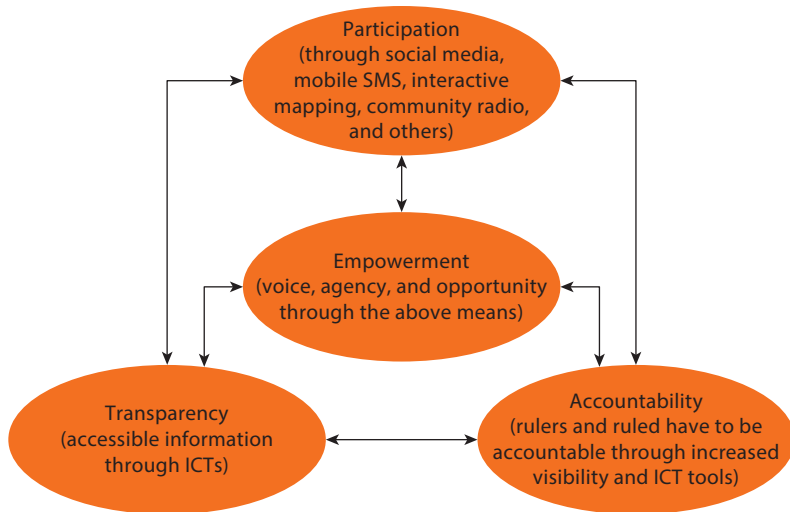 Participation
(through social media,
mobile SMS, interactive
mapping, community radio,
and others)
Empowerment
(voice, agency, and opportunity
through the above means)
Transparency
(accessible information
through ICTs)
Accountability
(rulers and ruled have to be
accountable through increased
visibility and ICT tools)